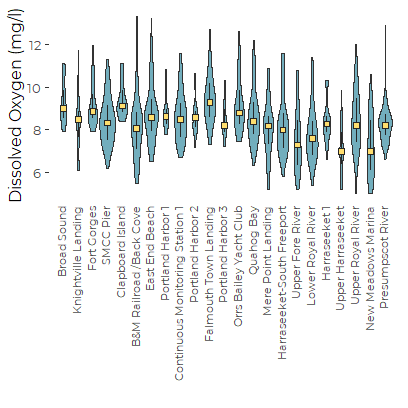 Dissolved Oxygen (mg/l)
12
10
8
6
Broad Sound
Knightville Landing
Fort Gorges
SMCC Pier
Clapboard Island
B&M Railroad /Back Cove
East End Beach
Portland Harbor 1
Continuous Monitoring Station 1
Portland Harbor 2
Falmouth Town Landing
Portland Harbor 3
Orrs Bailey Yacht Club
Quahog Bay
Mere Point Landing
Harraseeket-South Freeport
Upper Fore River
Lower Royal River
Harraseeket 1
Upper Harraseeket
Upper Royal River
New Meadows Marina
Presumpscot River